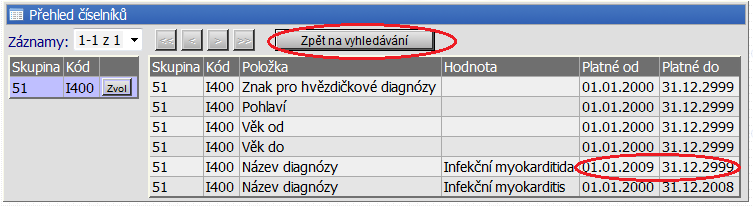 Přehled číselníků
Záznamy: 1-1 z 1 << < > >> Zpět na vyhledávání
Skupina Kód
51 I400 Zvol
Skupina Kód Položka Hodnota Platné od Platné do
51 I400 Znak pro hvězdičkové diagnózy 01.01.2000 31.12.2999
51 I400 Pohlaví 01.01.2000 31.12.2999
51 I400 Věk od 01.01.2000 31.12.2999
51 I400 Věk do 01.01.2000 31.12.2999
51 I400 Název diagnózy Infekční myokarditida 01.01.2009 31.12.2999
51 I400 Název diagnózy Infekční myokarditis 01.01.2000 31.12.2008